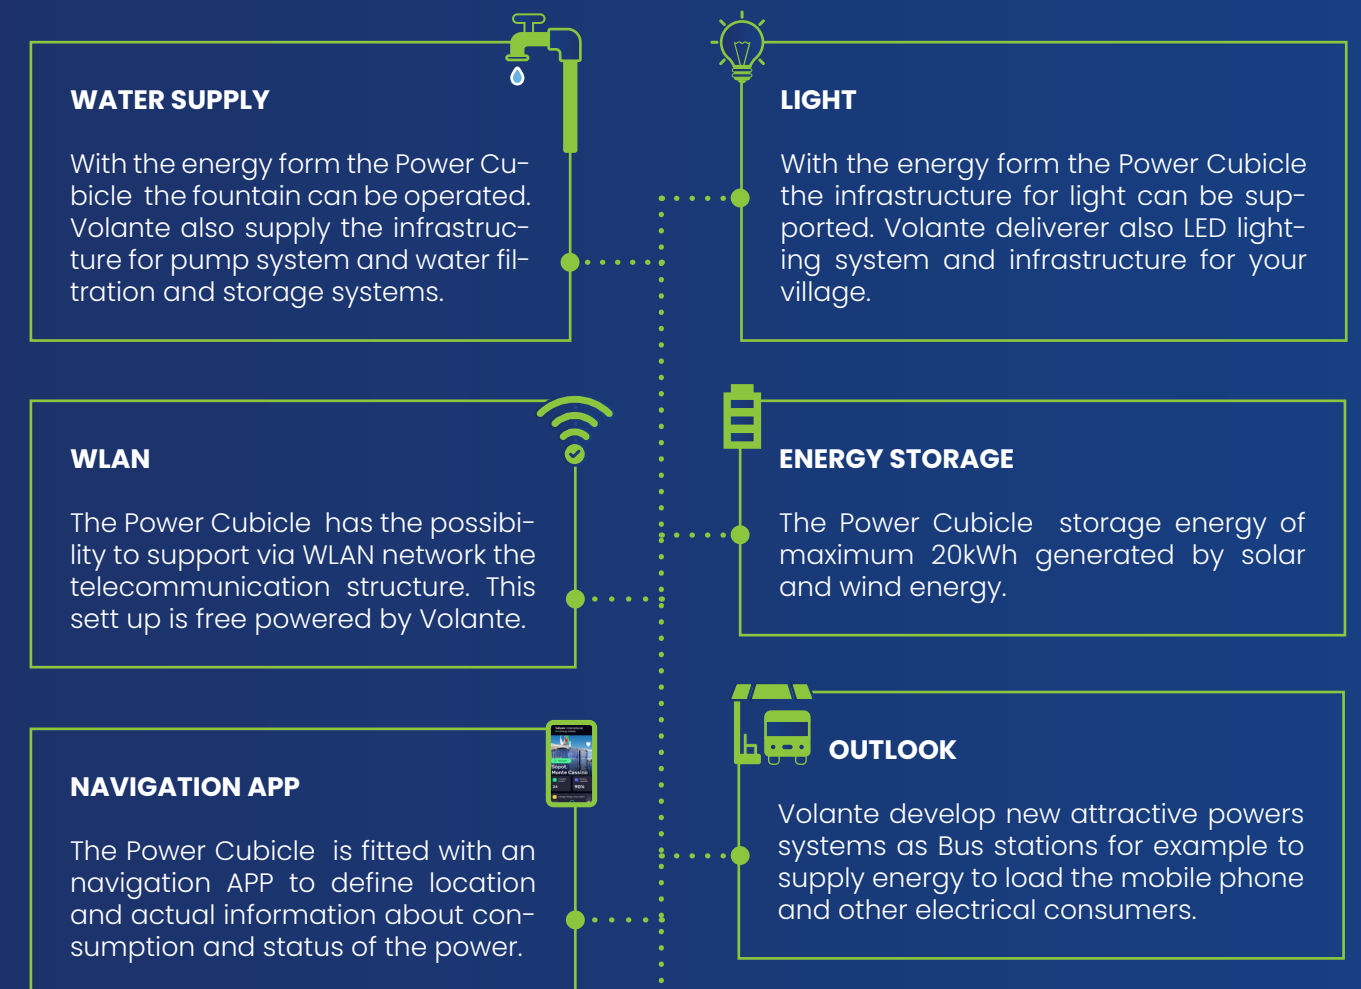 WATER SUPPLY
With the energy form the Power Cu-
bicle the fountain can be operated.
Volante also supply the infrastruc-
ture for pump system and water fil-
tration and storage systems.
LIGHT
With the energy form the Power Cubicle
the infrastructure for light can be sup-
ported. Volante deliverer also LED light-
ing system and infrastructure for your
village.
WLAN
The Power Cubicle has the possibi-
lity to support via WLAN network the
telecommunication structure. This
sett up is free powered by Volante.
ENERGY STORAGE
The Power Cubicle storage energy of
maximum 20kWh generated by solar
and wind energy.
NAVIGATION APP
The Power Cubicle is fitted with an
navigation APP to define location
and actual information about con-
sumption and status of the power.
Sopot,
Monte Cassino
24
90%
OUTLOOK
Volante develop new attractive powers
systems as Bus stations for example to
supply energy to load the mobile phone
and other electrical consumers.